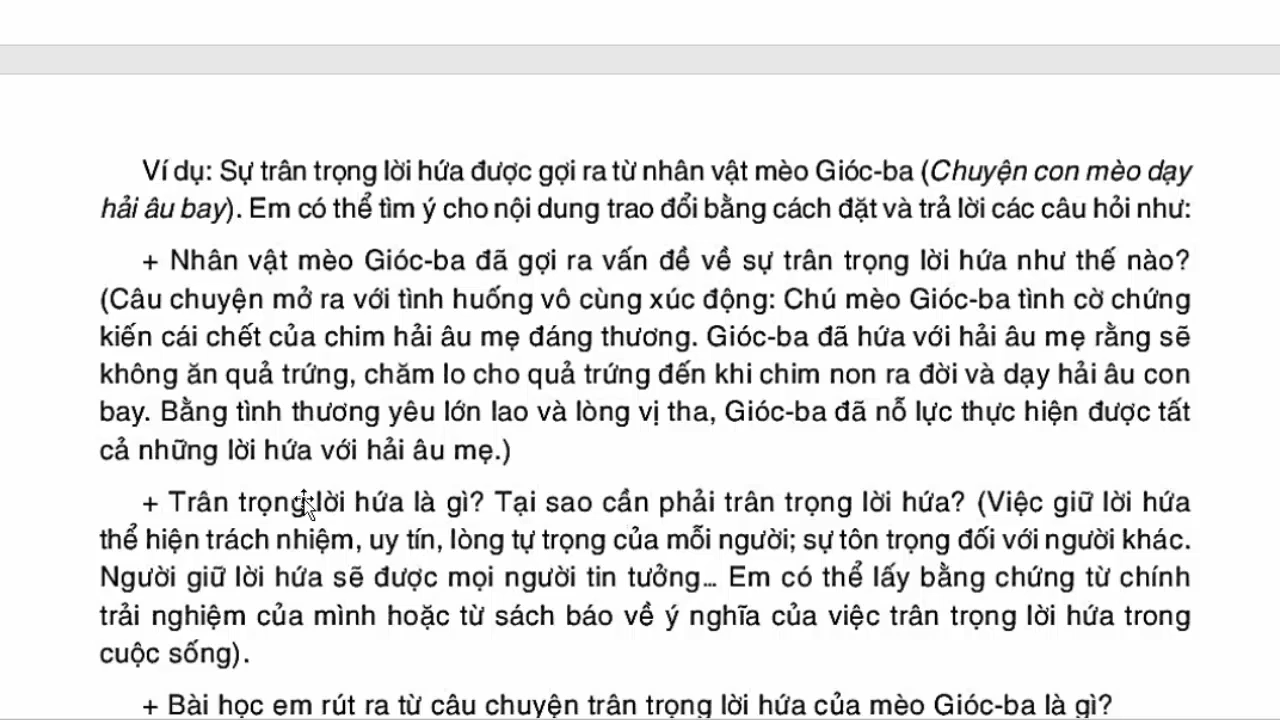 Ví dụ: Sự trân trọng lời hứa được gợi ra từ nhân vật mèo Gióc-ba (Chuyện con mèo dạy
hải âu bay). Em có thể tìm ý cho nội dung trao đổi bằng cách đặt và trả lời các câu hỏi như:
+ Nhân vật mèo Gióc-ba đã gợi ra vấn đề về sự trân trọng lời hứa như thế nào?
(Câu chuyện mở ra với tình huống vô cùng xúc động: Chú mèo Gióc-ba tình cờ chứng
kiến cái chết của chim hải âu mẹ đáng thương. Gióc-ba đã hứa với hải âu mẹ rằng sẽ
không ăn quả trứng, chăm lo cho quả trứng đến khi chim non ra đời và dạy hải âu con
bay. Bằng tình thương yêu lớn lao và lòng vị tha, Gióc-ba đã nỗ lực thực hiện được tất
cả những lời hứa với hải âu mẹ.)
+ Trân trọng lời hứa là gì? Tại sao cần phải trân trọng lời hứa? (Việc giữ lời hứa
thể hiện trách nhiệm, uy tín, lòng tự trọng của mỗi người; sự tôn trọng đối với người khác.
Người giữ lời hứa sẽ được mọi người tin tưởng... Em có thể lấy bằng chứng từ chính
trải nghiệm của mình hoặc từ sách báo về ý nghĩa của việc trân trọng lời hứa trong
cuộc sống).
+ Bài học em rút ra từ câu chuyện trân trọng lời hứa của mèo Gióc-ba là gì?